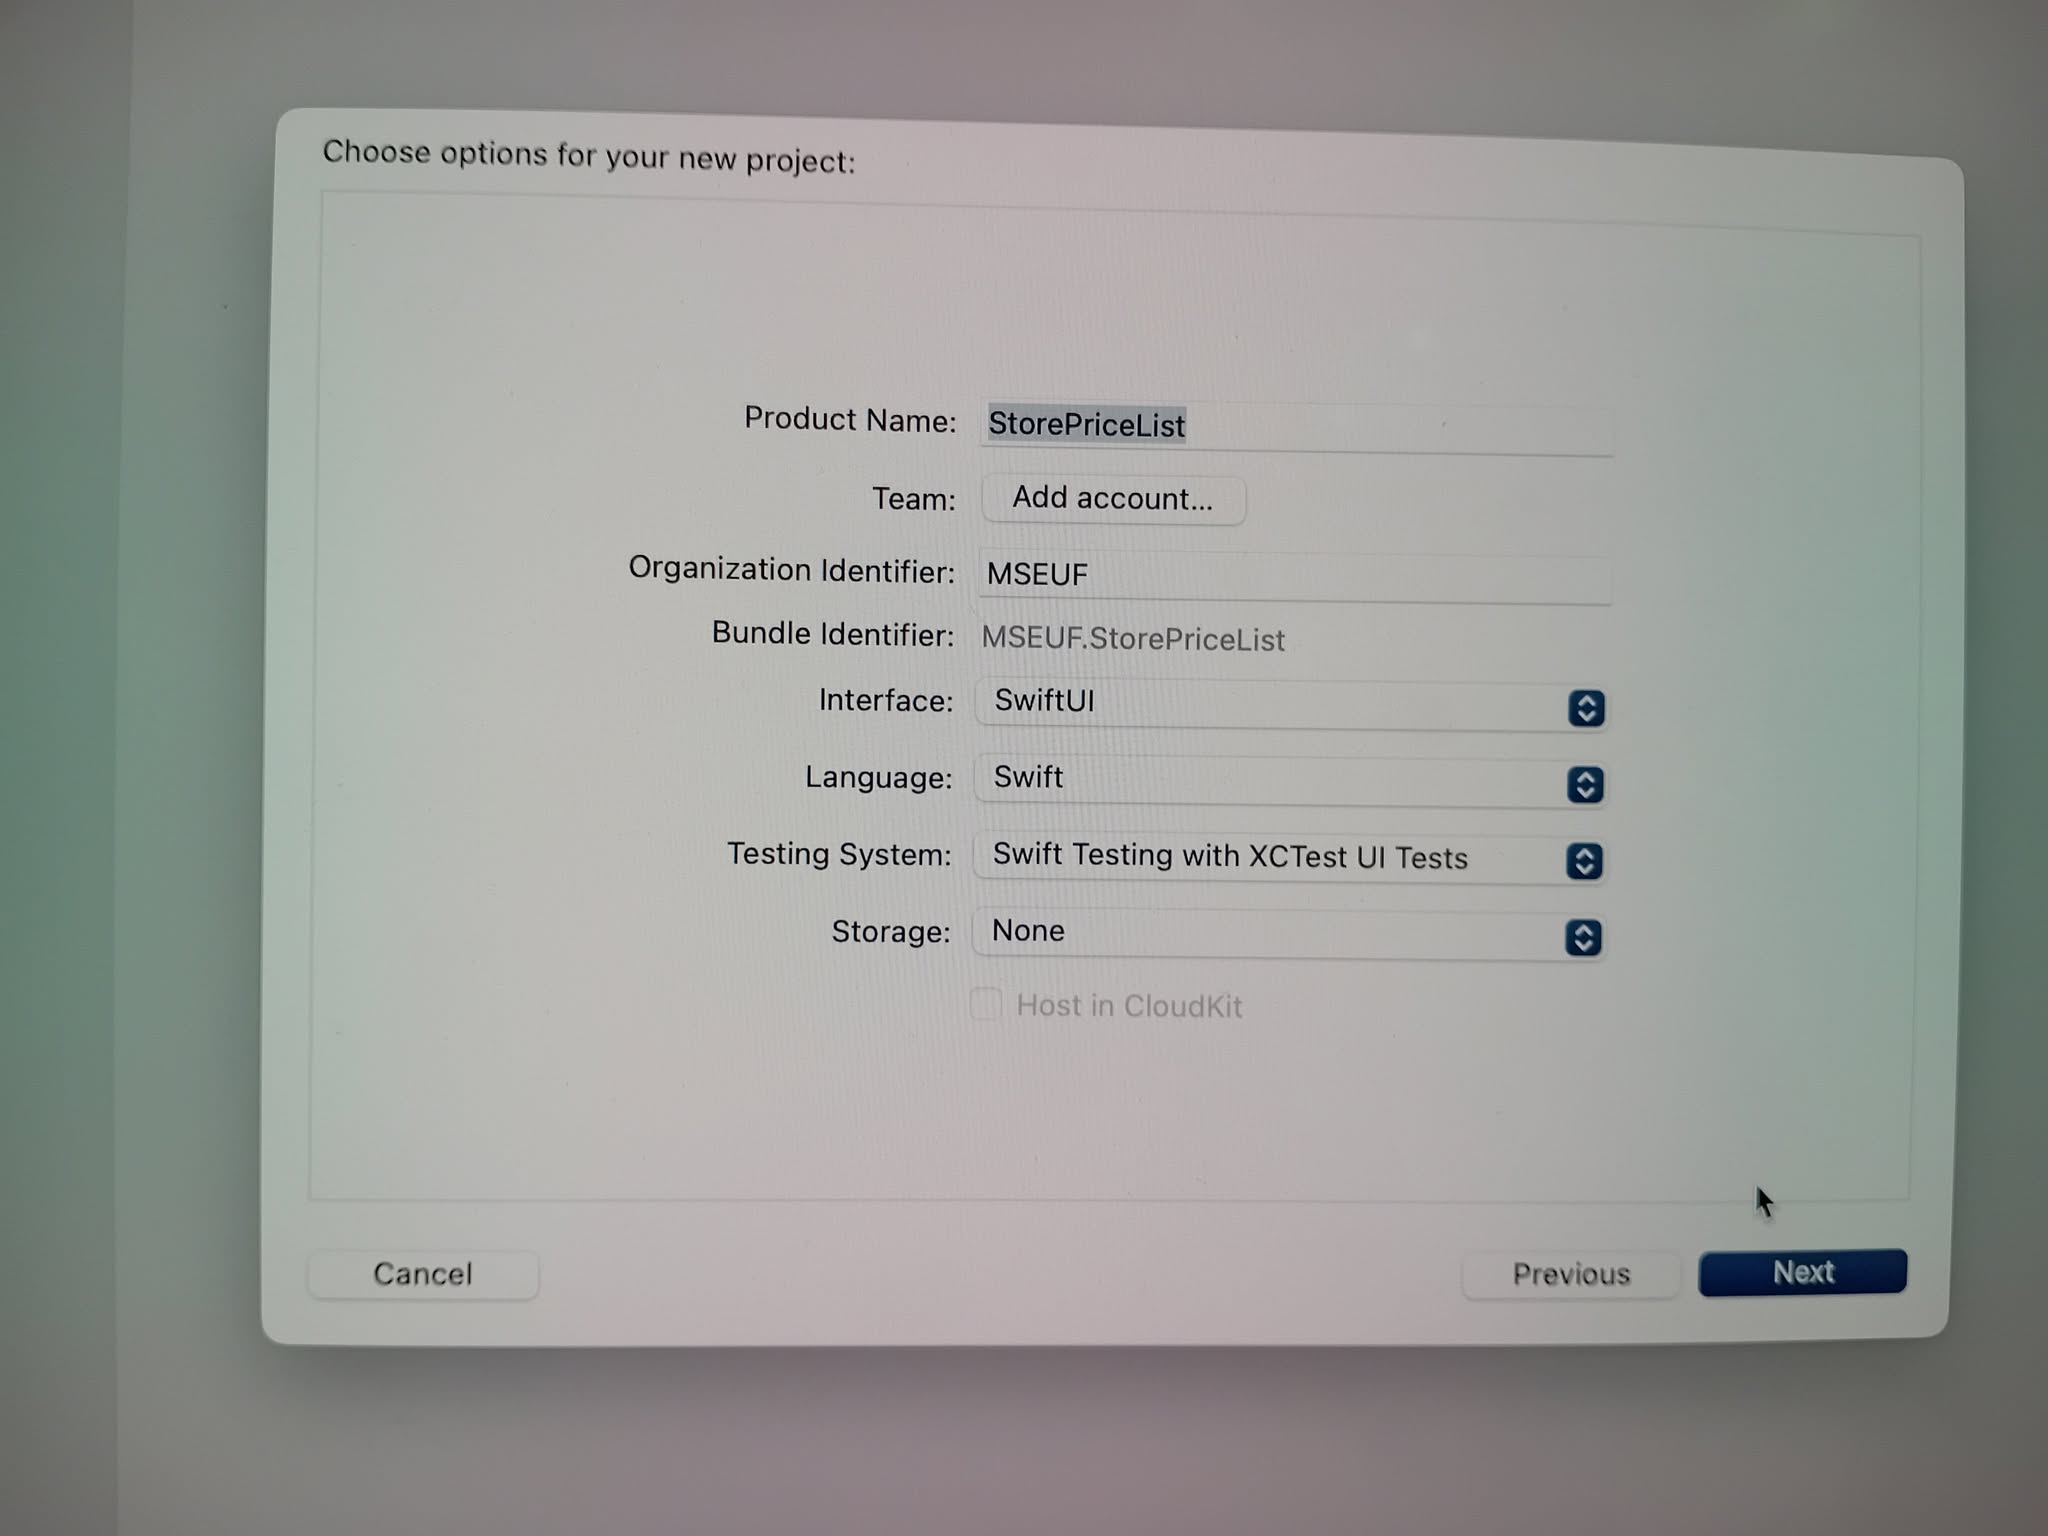 Choose options for your new project:
Product Name: StorePriceList
Team: Add account...
Organization Identifier: MSEUF
Bundle Identifier: MSEUF.StorePriceList
Interface: SwiftUI
Language: Swift
Testing System: Swift Testing with XCTest UI Tests
Storage: None
Host in CloudKit
Cancel Previous Next